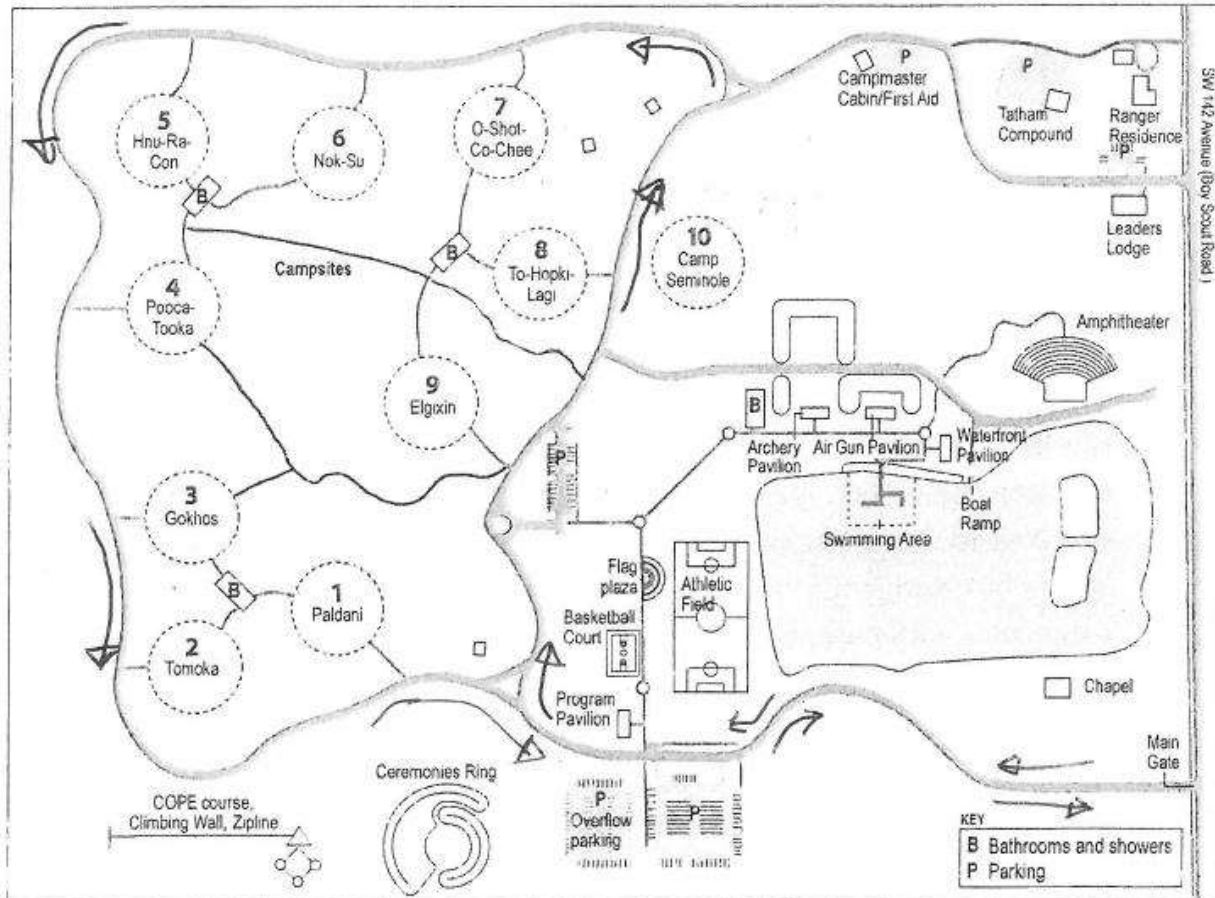 5
Hnu-Ra-
Con
6
Nok-Su
7
O-Shot-
Co-Chee
P
Campmaster
Cabin/First Aid
P
Tatham
Compound
Ranger
Residence
P
Leaders
Lodge
SW 142 Avenue (Boy Scout Road)
B
Campsites
B
8
To-Hopki-
Lagi
10
Camp
Seminole
4
Pooca-
Tooka
9
Elgixin
Amphitheater
B
Archery
Pavilion
Air Gun Pavilion
Waterfront
Pavilion
Boat
Ramp
Swimming Area
P
3
Gokhos
B
1
Paldani
2
Tomoka
Flag
plaza
Athletic
Field
Basketball
Court
Program
Pavilion
Chapel
Main
Gate
Ceremonies Ring
COPE course,
Climbing Wall, Zipline
P
Overflow
parking
P
KEY
B Bathrooms and showers
P Parking